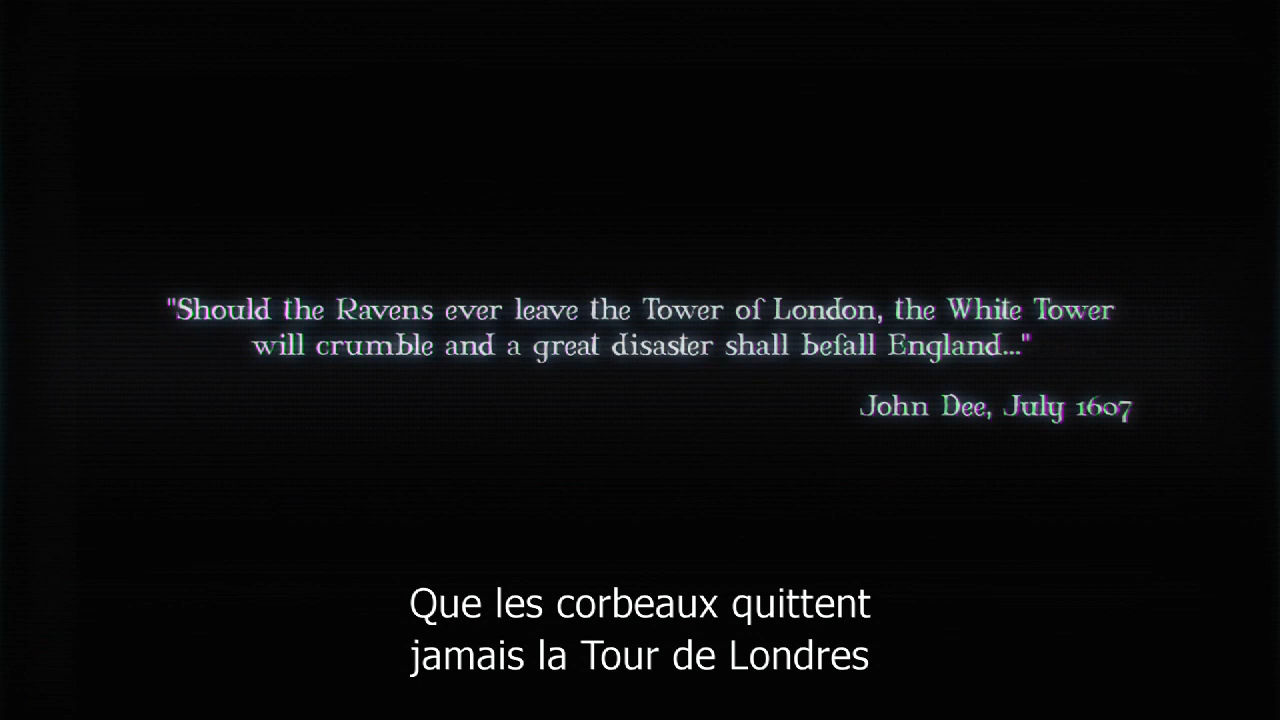 "Should the Ravens ever leave the Tower of London, the White Tower
will crumble and a great disaster shall befall England..."
John Dee, July 1607
Que les corbeaux quittent
jamais la Tour de Londres